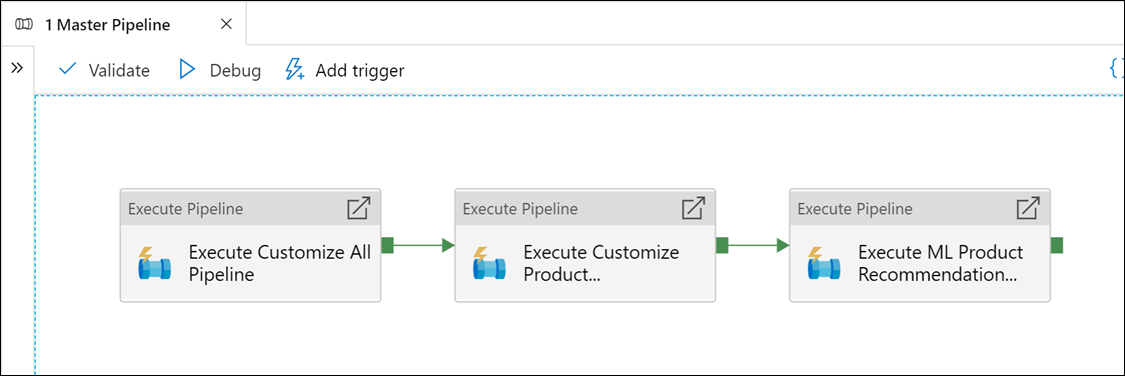 1 Master Pipeline
Validate
Debug
Add trigger
Execute Pipeline
Execute Customize All
Pipeline
Execute Pipeline
Execute Customize
Product...
Execute Pipeline
Execute ML Product
Recommendation...